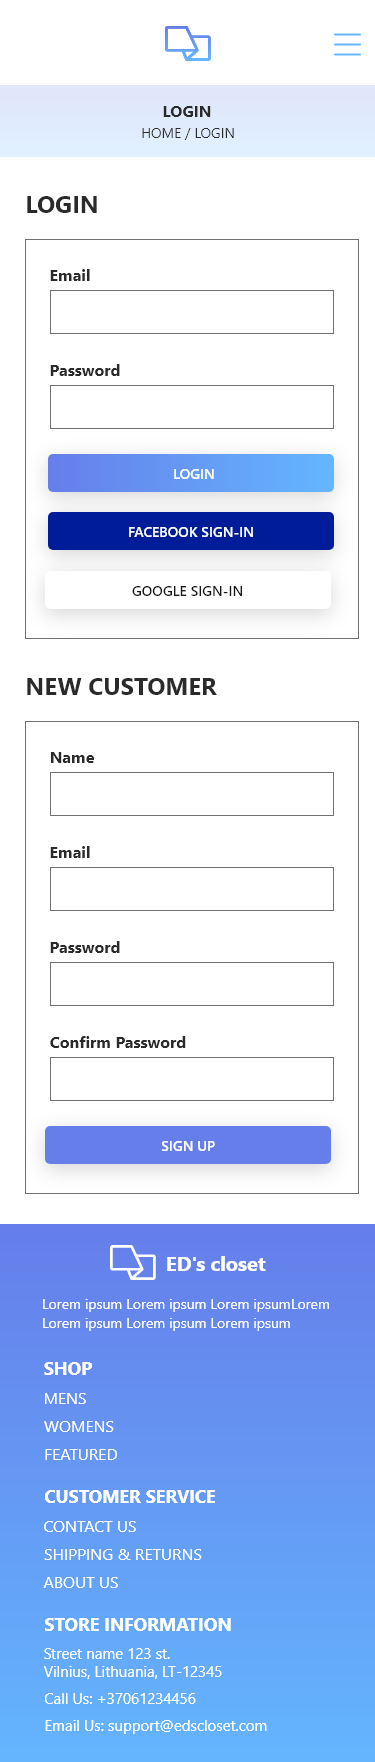 LOGIN
HOME / LOGIN
LOGIN
Email
Password
LOGIN
FACEBOOK SIGN-IN
GOOGLE SIGN-IN
NEW CUSTOMER
Name
Email
Password
Confirm Password
SIGN UP
ED's closet
Lorem ipsum Lorem ipsum Lorem ipsumLorem
Lorem ipsum Lorem ipsum Lorem ipsum
SHOP
MENS
WOMENS
FEATURED
CUSTOMER SERVICE
CONTACT US
SHIPPING & RETURNS
ABOUT US
STORE INFORMATION
Street name 123 st.
Vilnius, Lithuania, LT-12345
Call Us: +37061234456
Email Us: support@edscloset.com